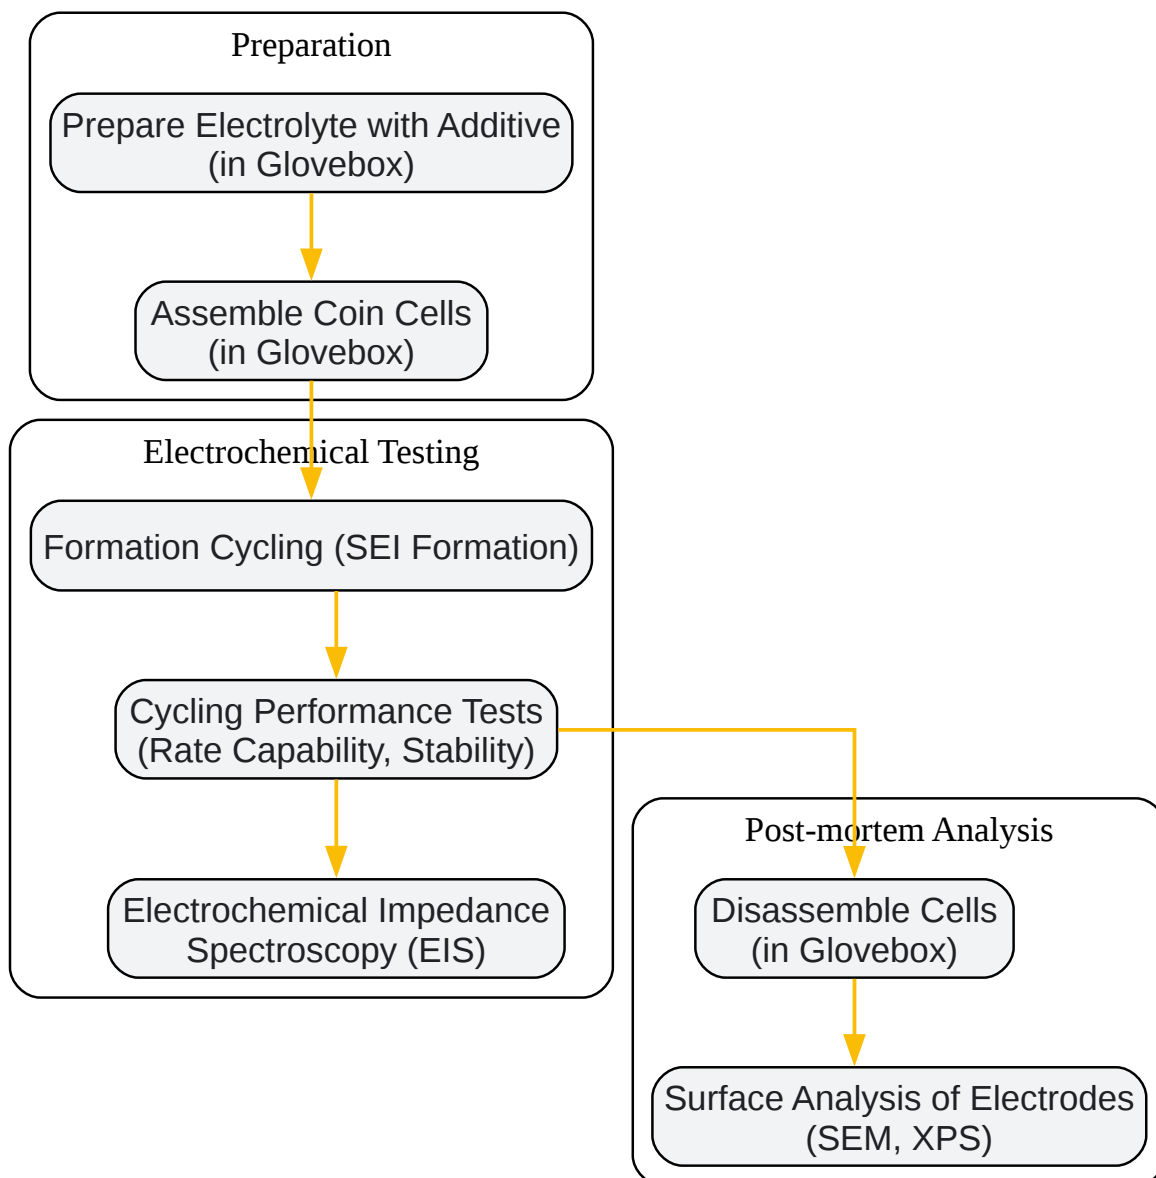 Preparation
Prepare Electrolyte with Additive
(in Glovebox)
Assemble Coin Cells
(in Glovebox)
Electrochemical Testing
Formation Cycling (SEI Formation)
Cycling Performance Tests
(Rate Capability, Stability)
Electrochemical Impedance
Spectroscopy (EIS)
Post-mortem Analysis
Disassemble Cells
(in Glovebox)
Surface Analysis of Electrodes
(SEM, XPS)